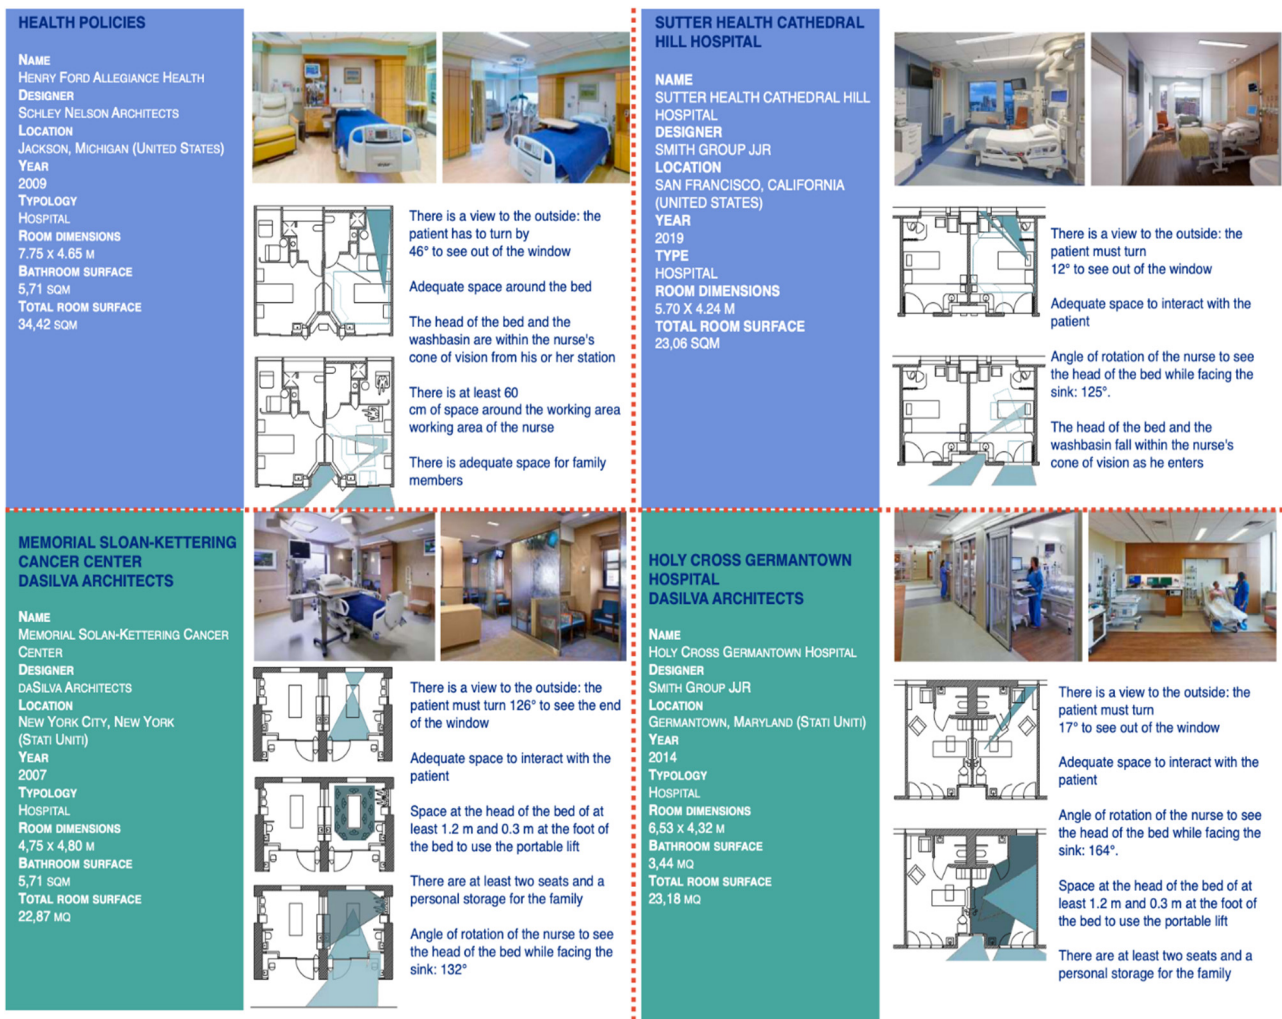 HEALTH POLICIES
NAME
HENRY FORD ALLEGIANCE HEALTH
DESIGNER
SCHLEY NELSON ARCHITECTS
LOCATION
JACKSON, MICHIGAN (UNITED STATES)
YEAR
2009
TYPOLOGY
HOSPITAL
ROOM DIMENSIONS
7.75 X 4.65 M
BATHROOM SURFACE
5,71 SQM
TOTAL ROOM SURFACE
34,42 SQM
There is a view to the outside: the
patient has to turn by
46° to see out of the window
Adequate space around the bed
The head of the bed and the
washbasin are within the nurse's
cone of vision from his or her station
There is at least 60
cm of space around the working area
working area of the nurse
There is adequate space for family
members
SUTTER HEALTH CATHEDRAL
HILL HOSPITAL
NAME
SUTTER HEALTH CATHEDRAL HILL
HOSPITAL
DESIGNER
SMITH GROUP JJR
LOCATION
SAN FRANCISCO, CALIFORNIA
(UNITED STATES)
YEAR
2019
TYPE
HOSPITAL
ROOM DIMENSIONS
5.70 X 4.24 M
TOTAL ROOM SURFACE
23,06 SQM
There is a view to the outside: the
patient must turn
12° to see out of the window
Adequate space to interact with the
patient
Angle of rotation of the nurse to see
the head of the bed while facing the
sink: 125°.
The head of the bed and the
washbasin fall within the nurse's
cone of vision as he enters
MEMORIAL SLOAN-KETTERING
CANCER CENTER
DASILVA ARCHITECTS
NAME
MEMORIAL SOLAN-KETTERING CANCER
CENTER
DESIGNER
DASILVA ARCHITECTS
LOCATION
NEW YORK CITY, NEW YORK
(STATI UNITI)
YEAR
2007
TYPOLOGY
HOSPITAL
ROOM DIMENSIONS
4,75 X 4,80 M
BATHROOM SURFACE
5,71 SQM
TOTAL ROOM SURFACE
22,87 MQ
There is a view to the outside: the
patient must turn 126° to see the end
of the window
Adequate space to interact with the
patient
Space at the head of the bed of at
least 1.2 m and 0.3 m at the foot of
the bed to use the portable lift
There are at least two seats and a
personal storage for the family
Angle of rotation of the nurse to see
the head of the bed while facing the
sink: 132°
HOLY CROSS GERMANTOWN
HOSPITAL
DASILVA ARCHITECTS
NAME
HOLY CROSS GERMANTOWN HOSPITAL
DESIGNER
SMITH GROUP JJR
LOCATION
GERMANTOWN, MARYLAND (STATI UNITI)
YEAR
2014
TYPOLOGY
HOSPITAL
ROOM DIMENSIONS
6,53 X 4,32 M
BATHROOM SURFACE
3,44 MQ
TOTAL ROOM SURFACE
23,18 MQ
There is a view to the outside: the
patient must turn
17° to see out of the window
Adequate space to interact with the
patient
Angle of rotation of the nurse to see
the head of the bed while facing the
sink: 164°.
Space at the head of the bed of at
least 1.2 m and 0.3 m at the foot of
the bed to use the portable lift
There are at least two seats and a
personal storage for the family